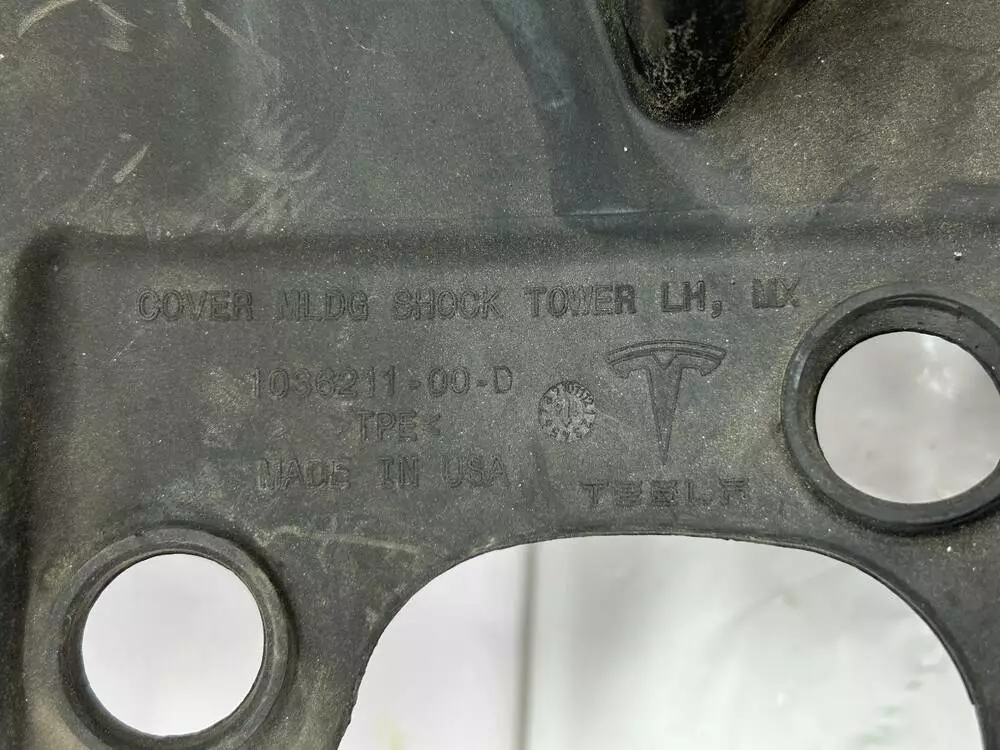 COVER MLDG SHOCK TOWER LH, MX
1036211-00-D
>TPE<
MADE IN USA
TESLA